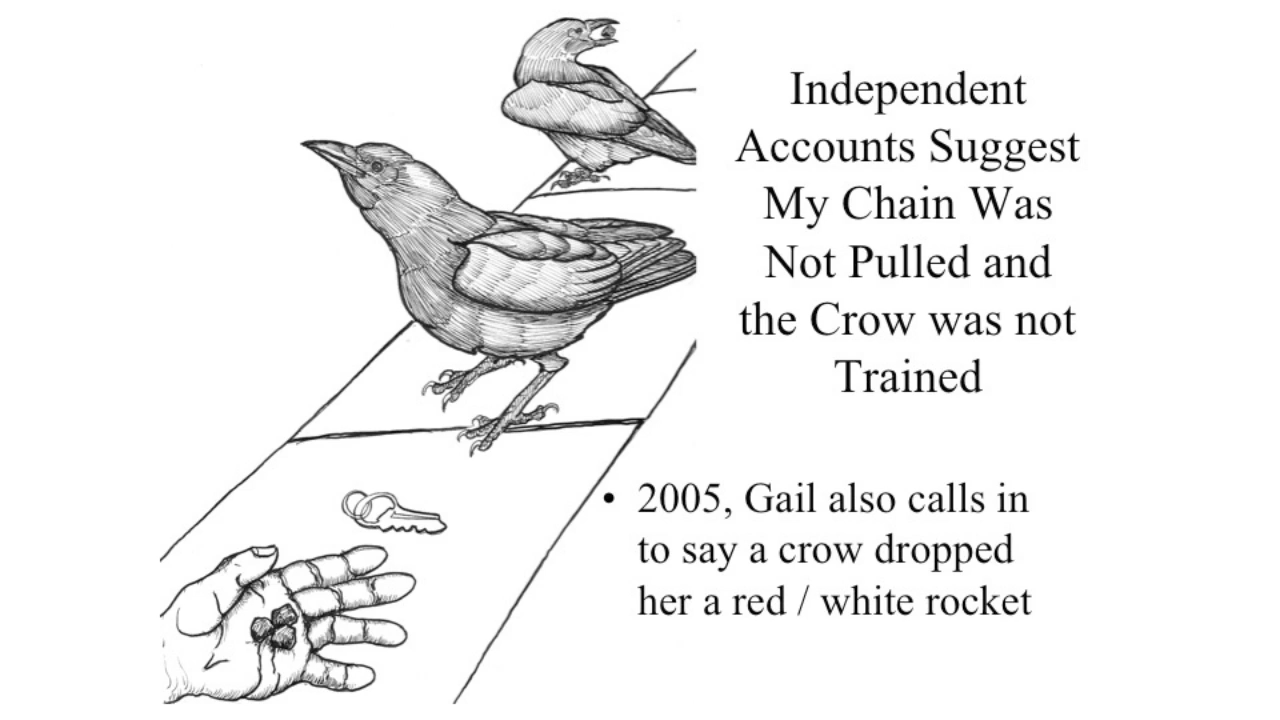 Independent
Accounts Suggest
My Chain Was
Not Pulled and
the Crow was not
Trained
• 2005, Gail also calls in
to say a crow dropped
her a red / white rocket